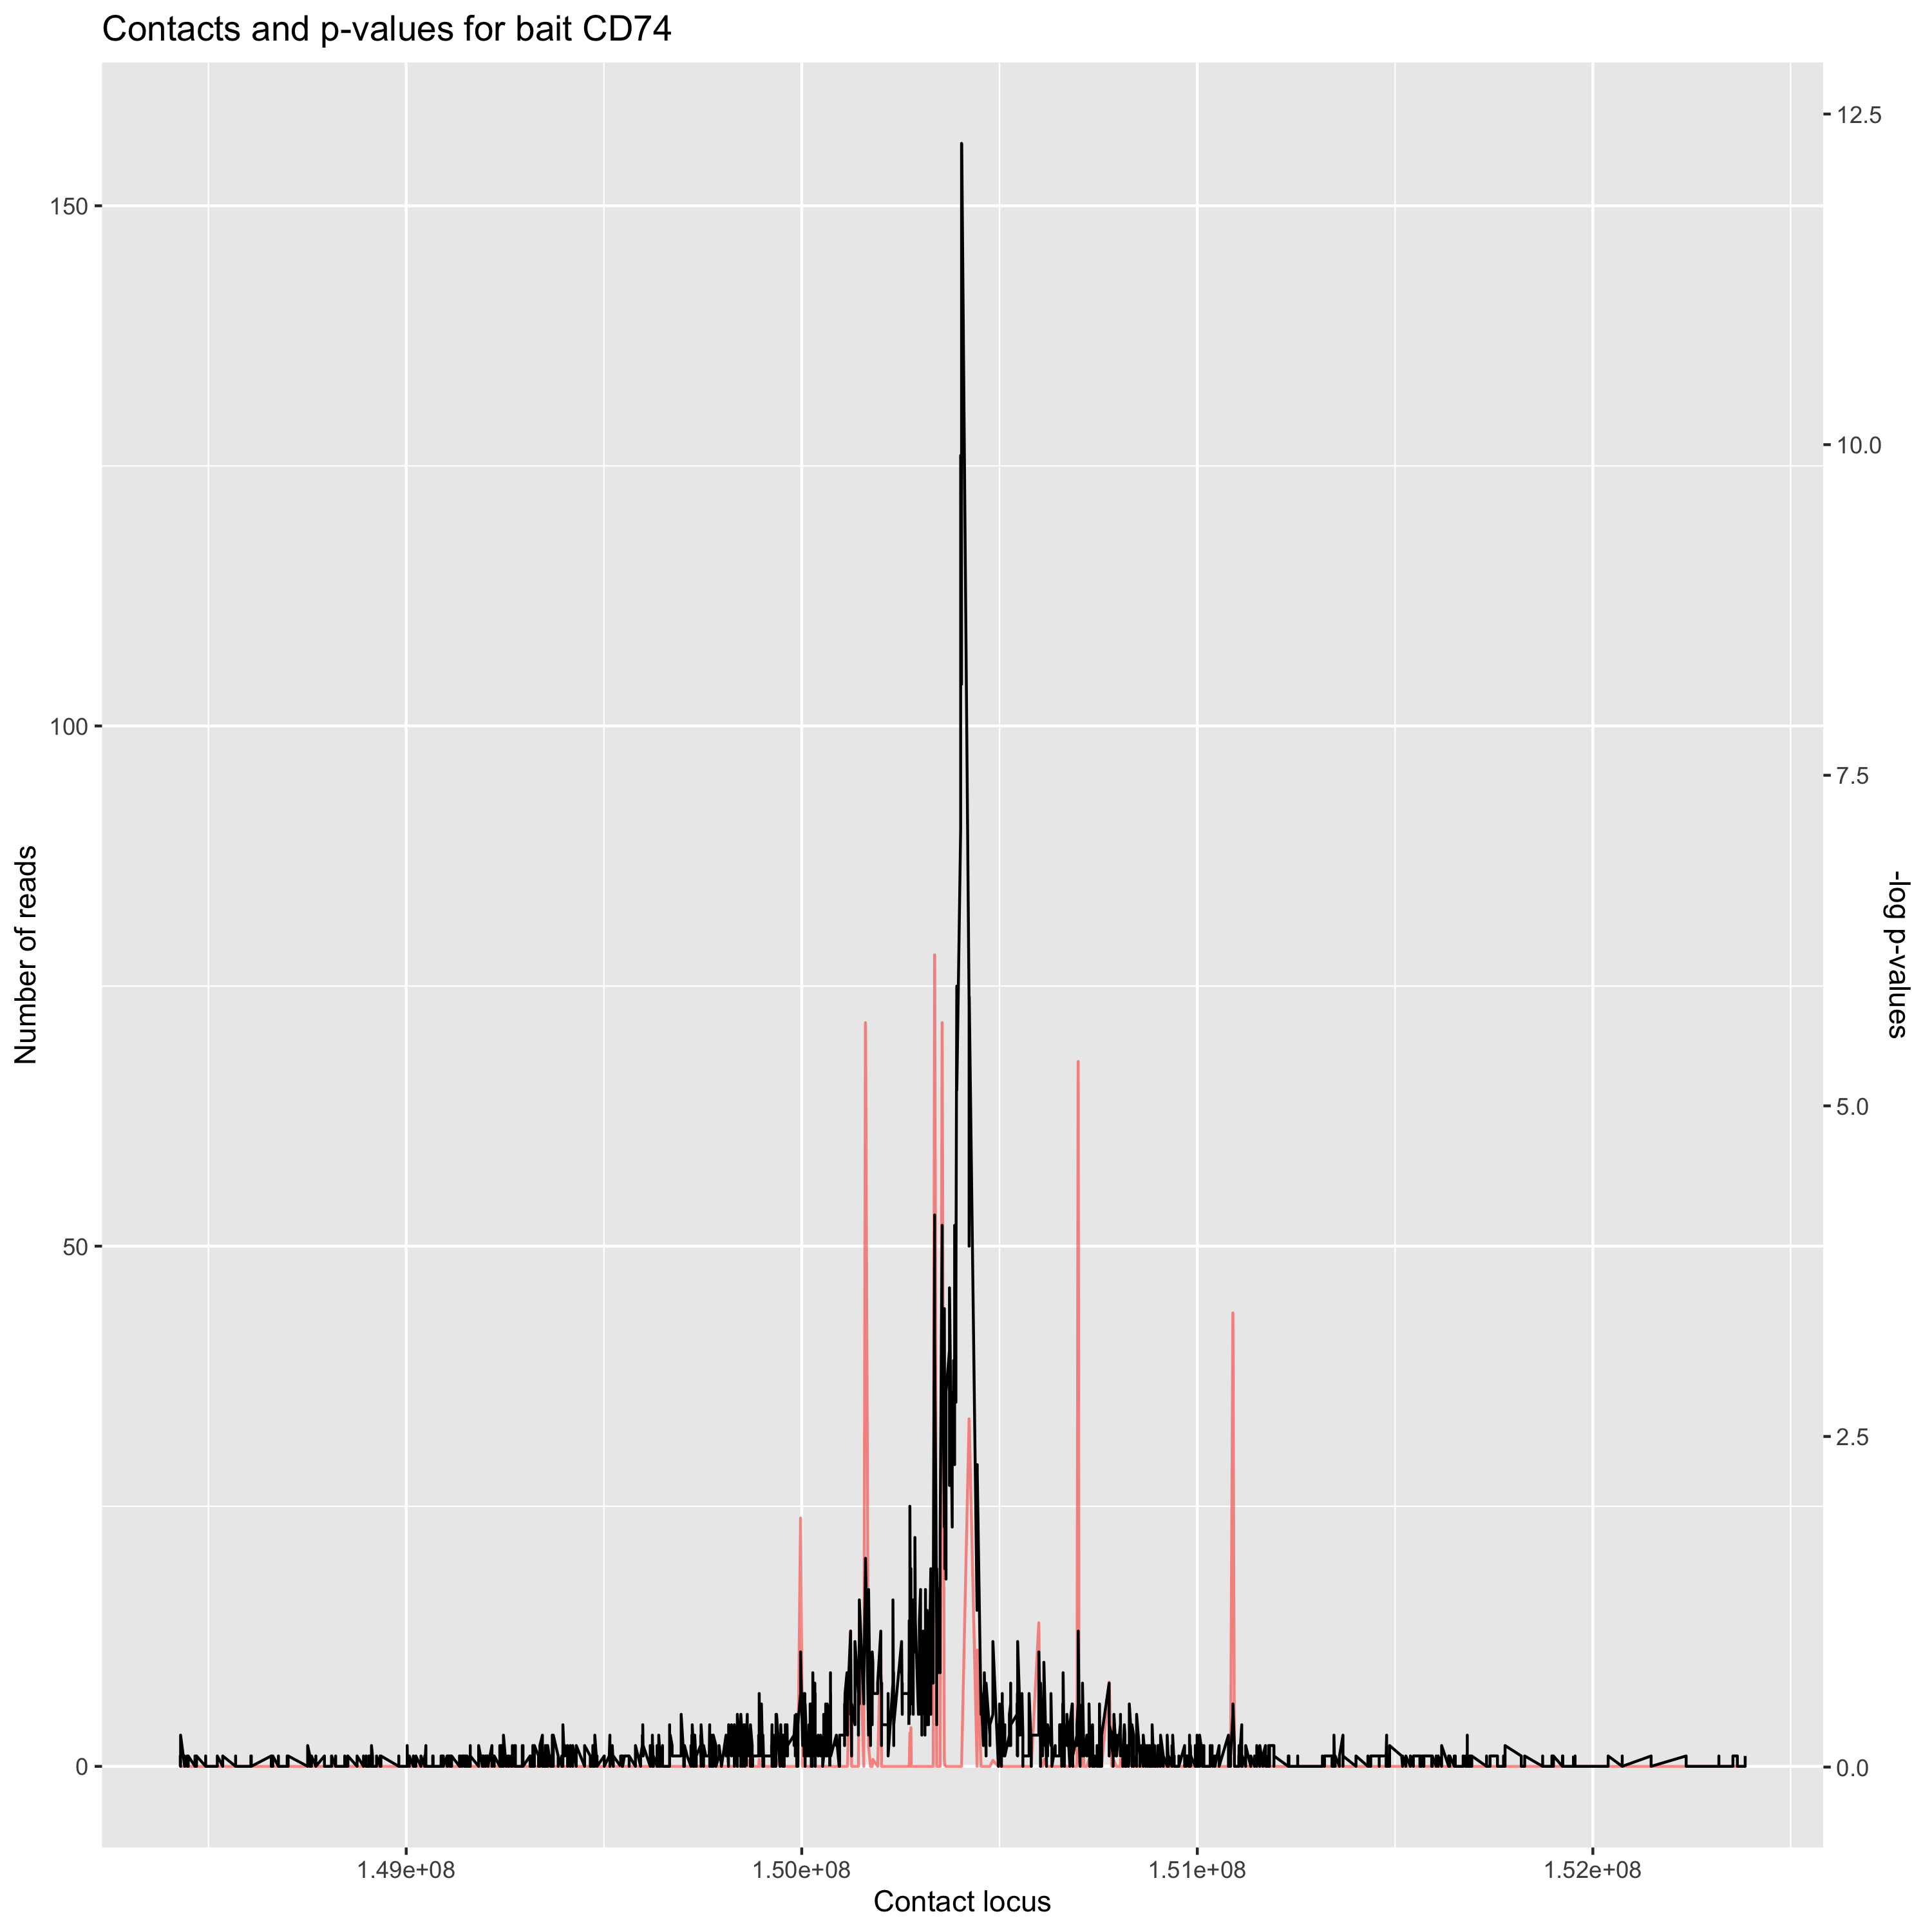 Contacts and p-values for bait CD74
150
100
50
0
Number of reads
12.5
10.0
7.5
5.0
2.5
0.0
-log p-values
1.49e+08 1.50e+08 1.51e+08 1.52e+08
Contact locus